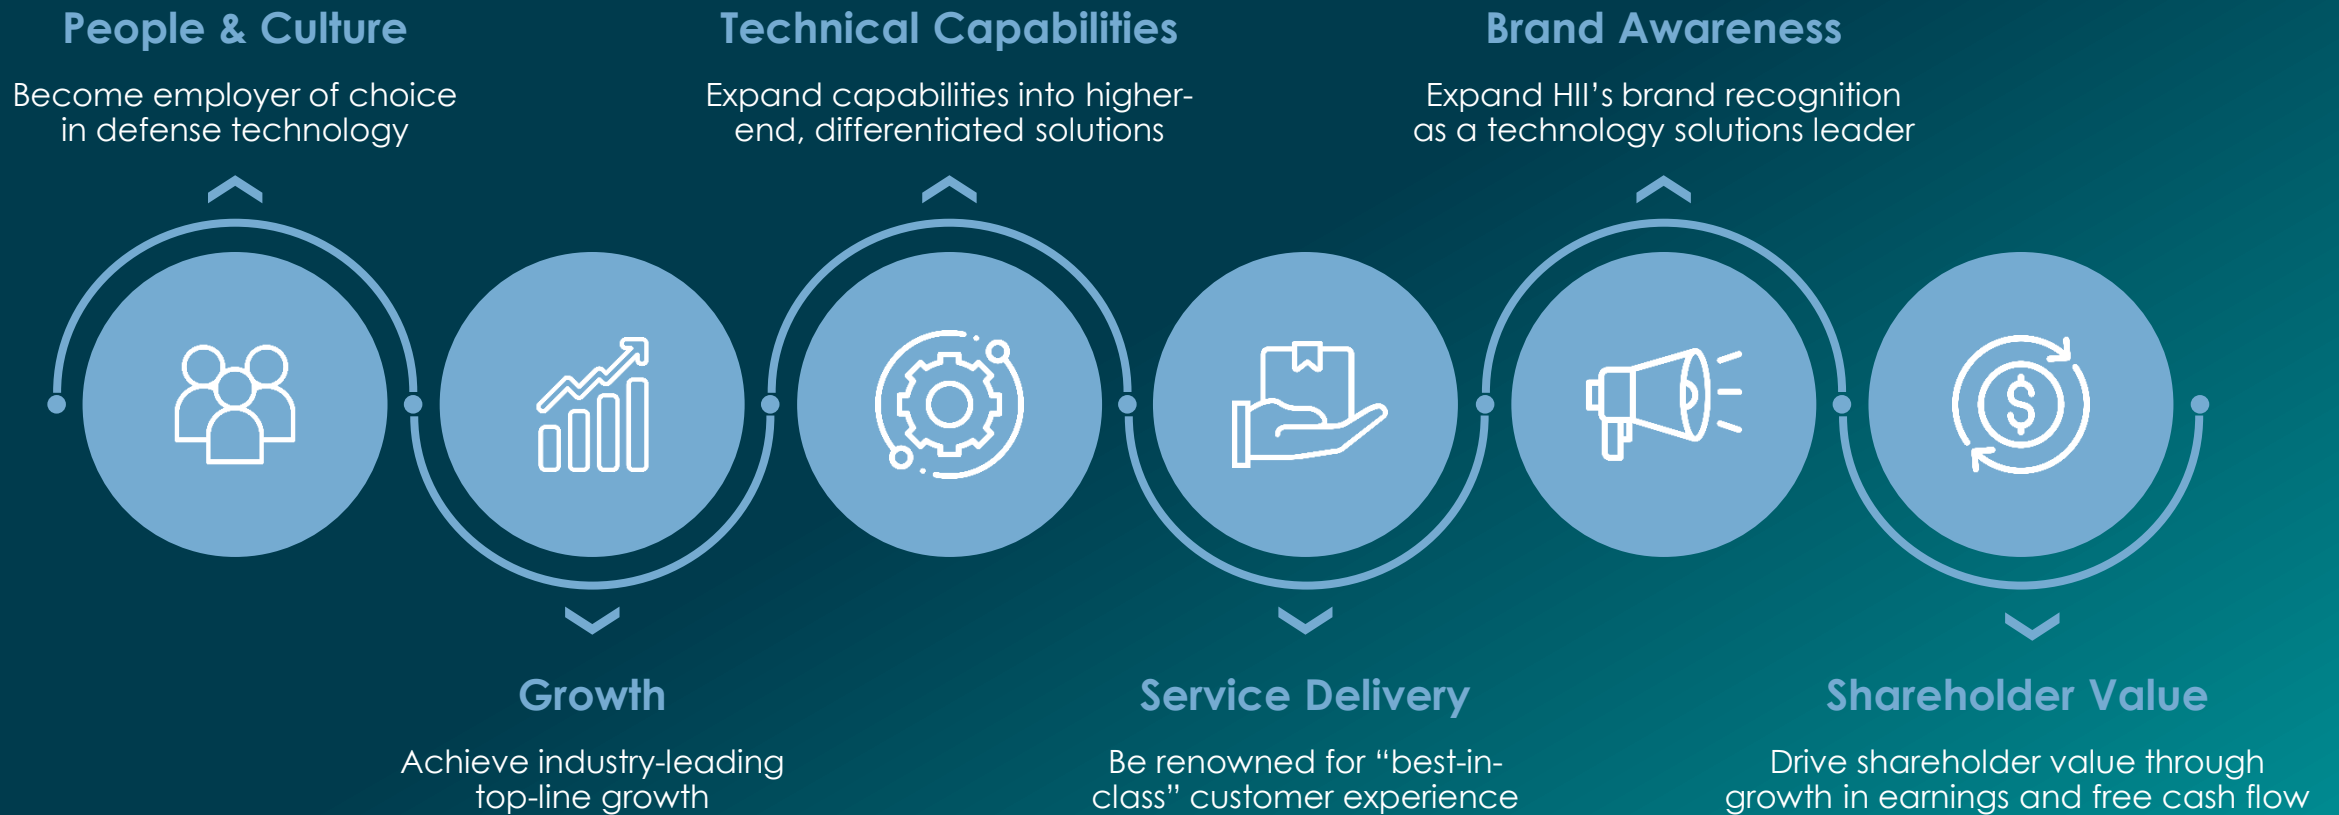 People & Culture
Become employer of choice
in defense technology
Technical Capabilities
Expand capabilities into higher-
end, differentiated solutions
Brand Awareness
Expand HII’s brand recognition
as a technology solutions leader
$
Growth
Achieve industry-leading
top-line growth
Service Delivery
Be renowned for “best-in-
class” customer experience
Shareholder Value
Drive shareholder value through
growth in earnings and free cash flow